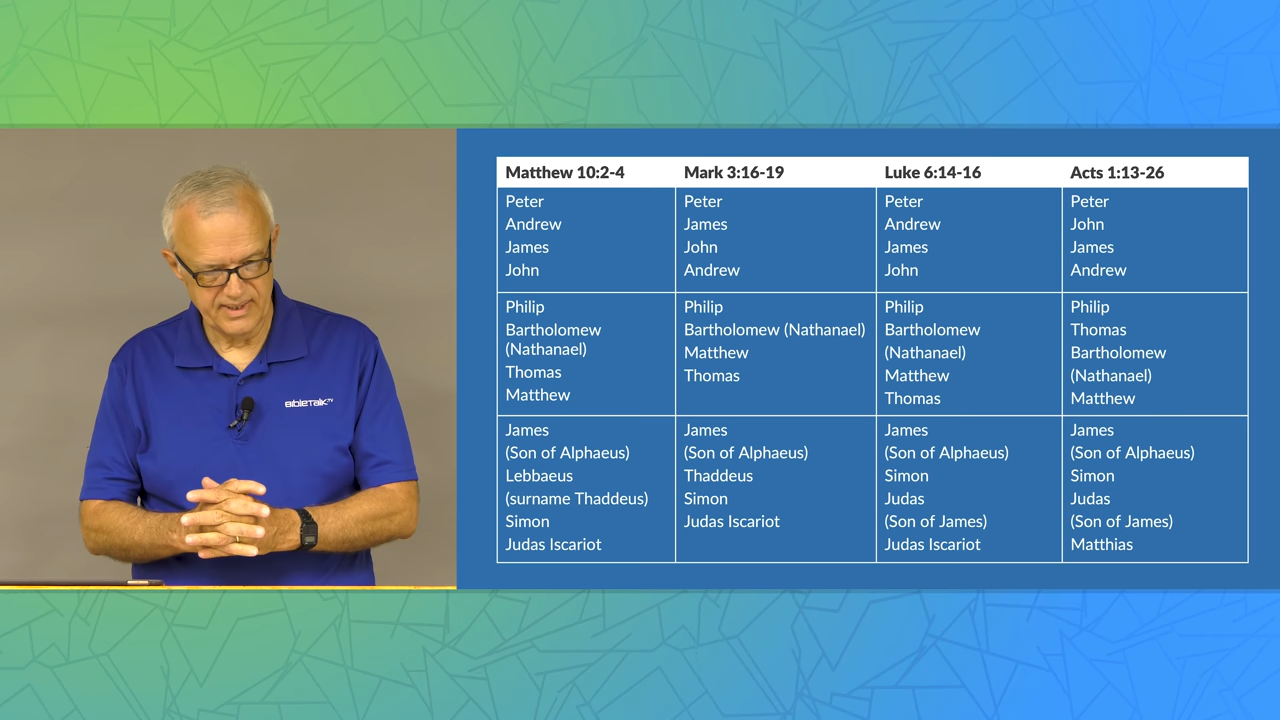 BibleTalk.TV
Matthew 10:2-4
Peter
Andrew
James
John
Philip
Bartholomew
(Nathanael)
Thomas
Matthew
James
(Son of Alphaeus)
Lebbaeus
(surname Thaddeus)
Simon
Judas Iscariot
Mark 3:16-19
Peter
James
John
Andrew
Philip
Bartholomew (Nathanael)
Matthew
Thomas
James
(Son of Alphaeus)
Thaddeus
Simon
Judas Iscariot
Luke 6:14-16
Peter
Andrew
James
John
Philip
Bartholomew
(Nathanael)
Matthew
Thomas
James
(Son of Alphaeus)
Simon
Judas
(Son of James)
Judas Iscariot
Acts 1:13-26
Peter
John
James
Andrew
Philip
Thomas
Bartholomew
(Nathanael)
Matthew
James
(Son of Alphaeus)
Simon
Judas
(Son of James)
Matthias